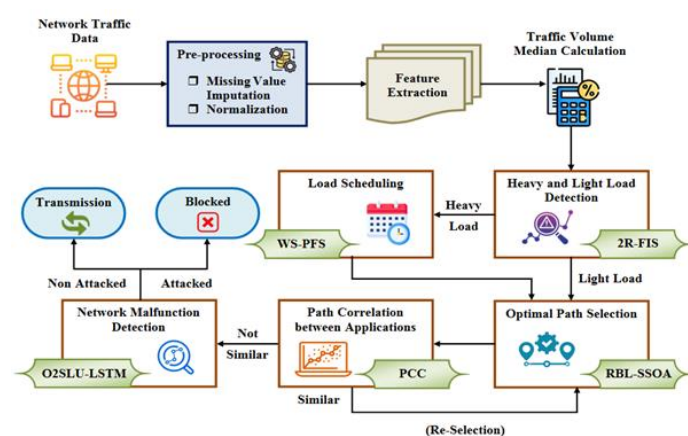 Network Traffic
Data
Pre-processing
Missing Value
Imputation
Normalization
Feature
Extraction
Traffic Volume
Median Calculation
Transmission
Blocked
Load Scheduling
WS-PFS
Heavy
Load
Heavy and Light Load
Detection
2R-FIS
Non Attacked
Attacked
Light Load
Network Malfunction
Detection
O2SLU-LSTM
Not
Similar
Path Correlation
between Applications
PCC
Similar
Optimal Path Selection
RBL-SSOA
(Re-Selection)